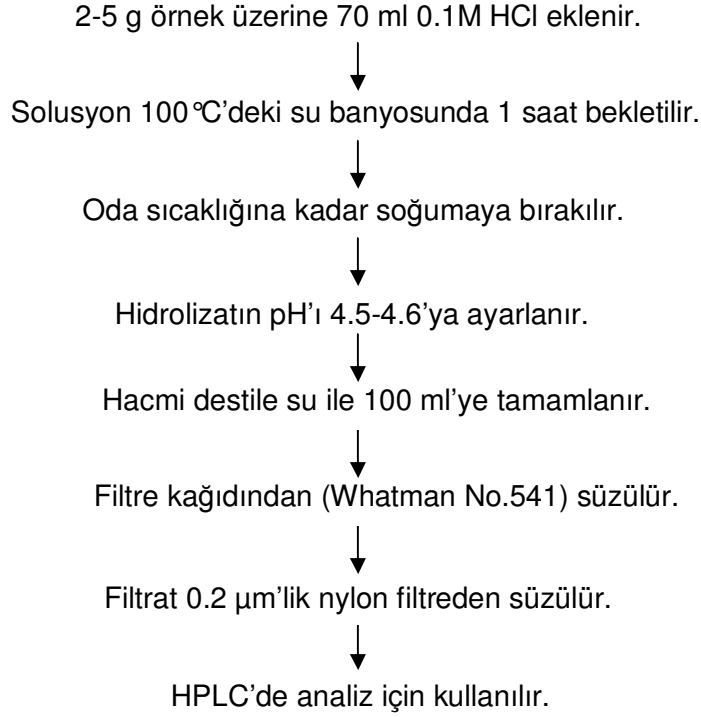 2-5 g örnek üzerine 70 ml 0.1M HCl eklenir.
Solusyon 100°C’deki su banyosunda 1 saat bekletilir.
Oda sıcaklığına kadar soğumaya bırakılır.
Hidrolizatın pH’ı 4.5-4.6’ya ayarlanır.
Hacmi destile su ile 100 ml’ye tamamlanır.
Filtre kağıdından (Whatman No.541) süzülür.
Filtrat 0.2 µm’lik nylon filtreden süzülür.
HPLC’de analiz için kullanılır.